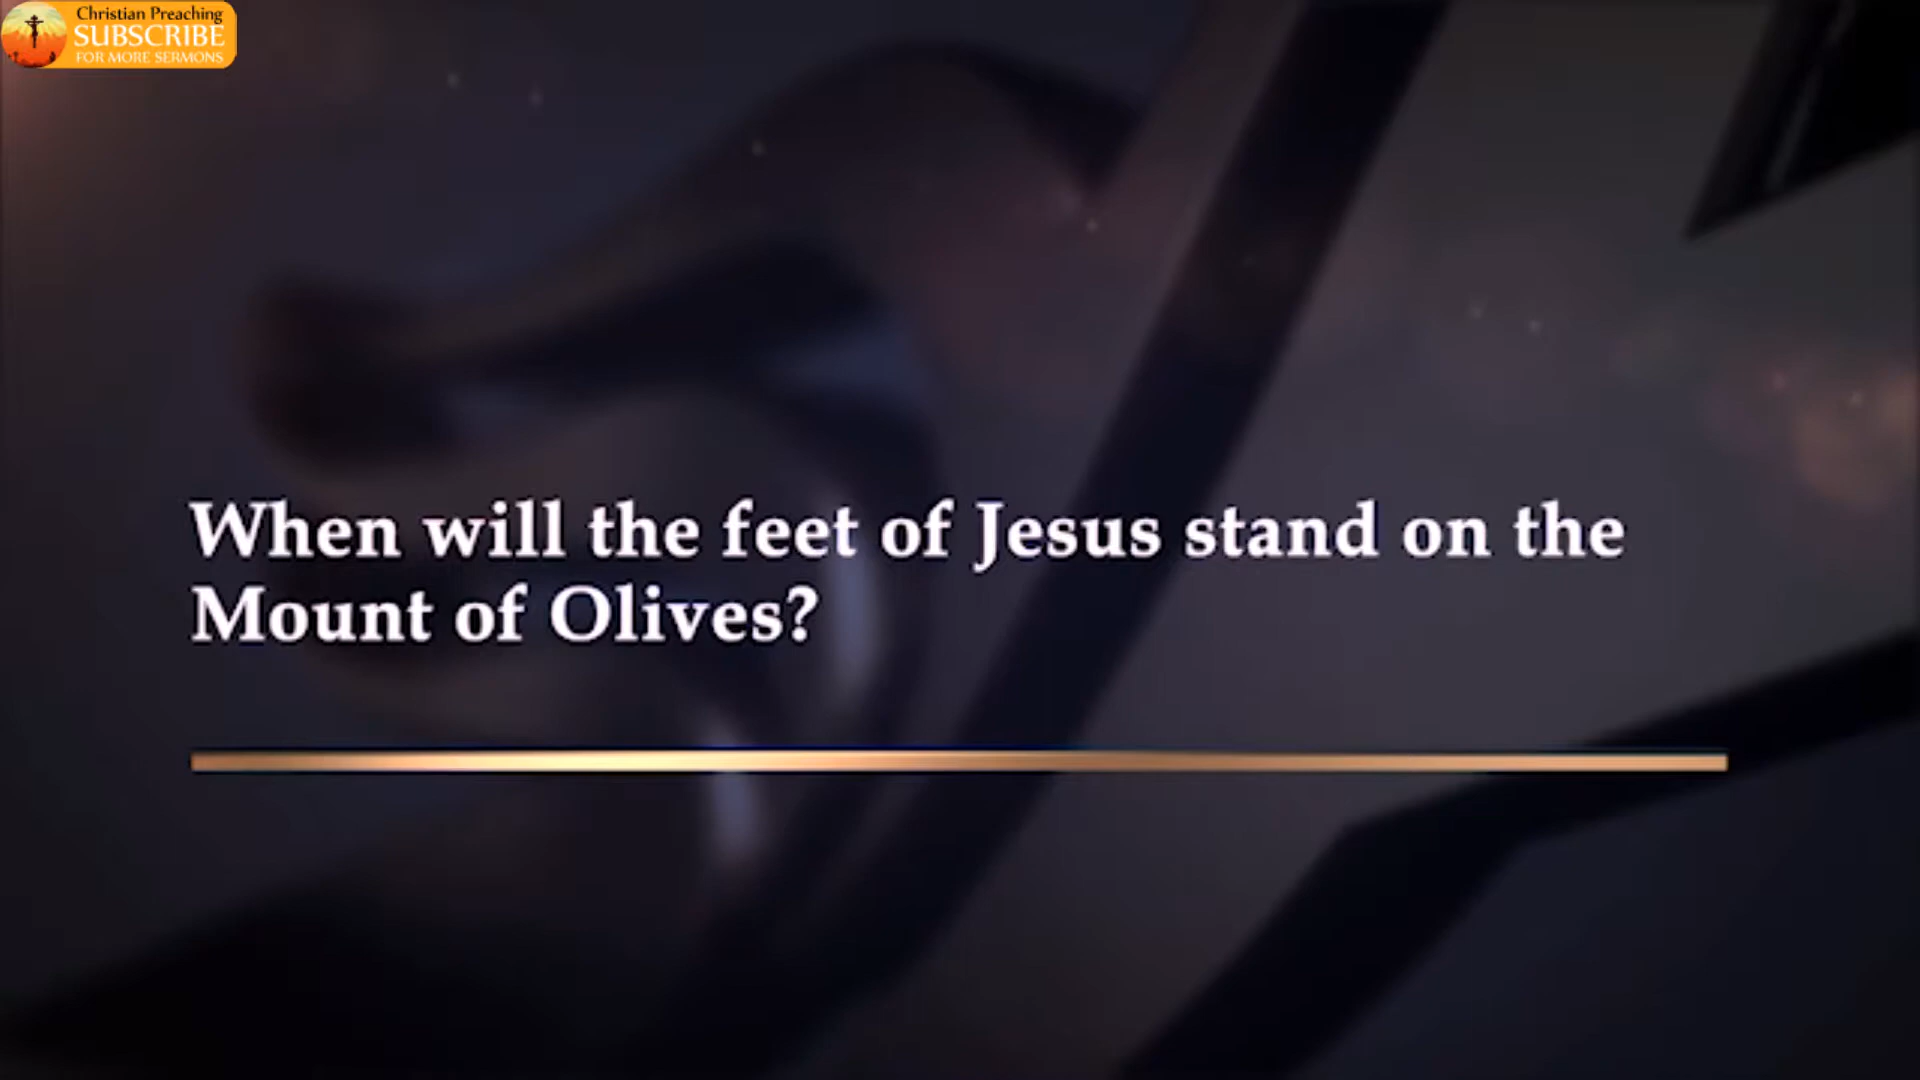 Christian Preaching
SUBSCRIBE
FOR MORE SERMONS
When will the feet of Jesus stand on the
Mount of Olives?